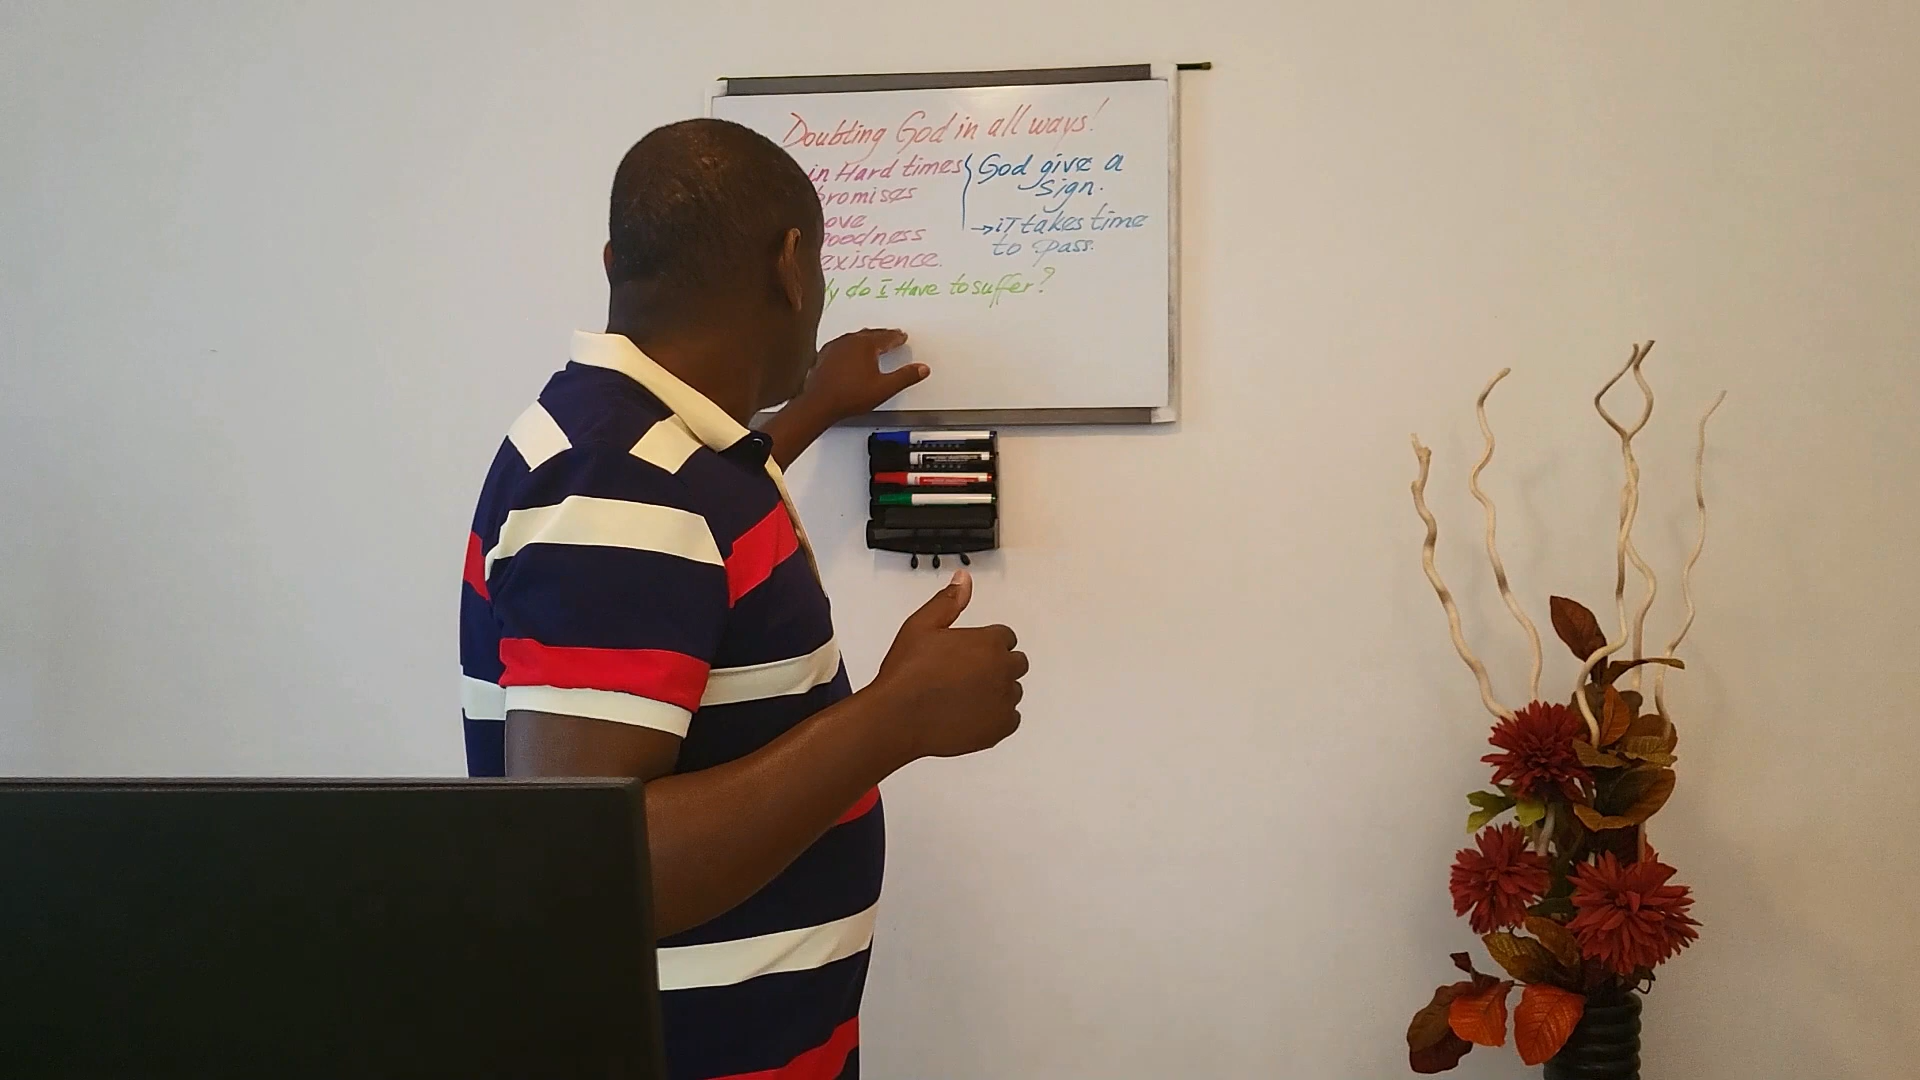 Doubting God in all ways!
in Hard times
promises
ove
oodness
existence.
God give a
Sign.
→ iT takes time
to pass.
y do I Have to suffer?